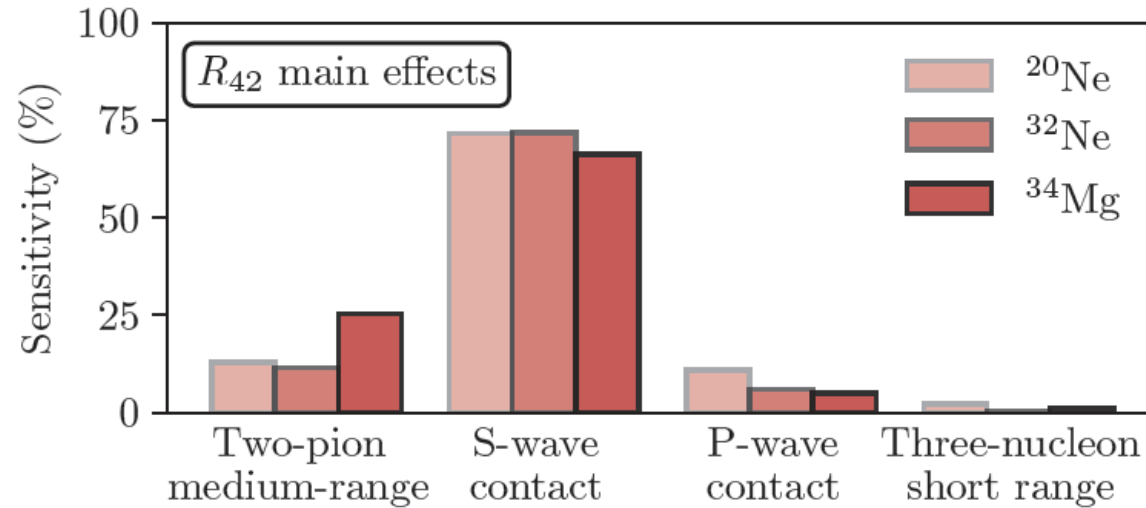 100
75
50
25
0
Sensitivity (%)
R₄₂ main effects
²⁰Ne
³²Ne
³⁴Mg
Two-pion
medium-range
S-wave
contact
P-wave
contact
Three-nucleon
short range